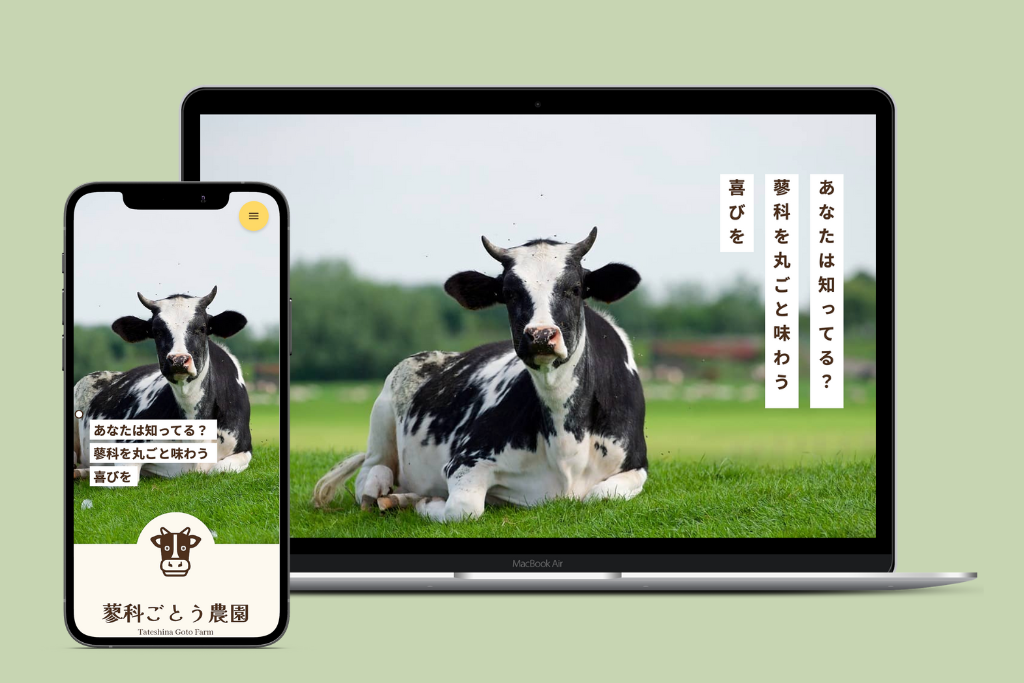 あなたは知ってる？
蓼科を丸ごと味わう
喜びを
MacBook Air
あなたは知ってる？
蓼科を丸ごと味わう
喜びを
蓼科ごとう農園
Tateshina Goto Farm